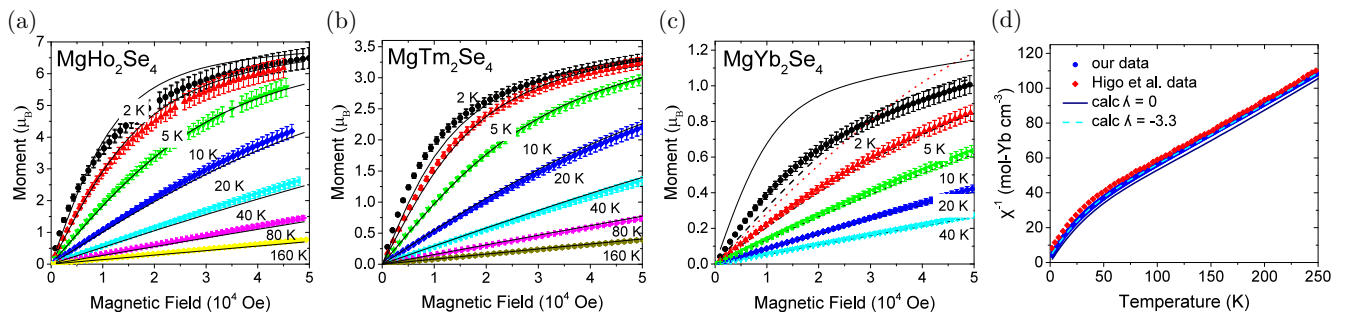 (a)
7
6
5
4
3
2
1
0
Moment (μB)
MgHo2Se4
2 K
5 K
10 K
20 K
40 K
80 K
160 K
0 1 2 3 4 5
Magnetic Field (10^4 Oe)
(b)
3.5
3.0
2.5
2.0
1.5
1.0
0.5
0.0
Moment (μB)
MgTm2Se4
2 K
5 K
10 K
20 K
40 K
80 K
160 K
0 1 2 3 4 5
Magnetic Field (10^4 Oe)
(c)
1.2
1.0
0.8
0.6
0.4
0.2
0.0
Moment (μB)
MgYb2Se4
2 K
5 K
10 K
20 K
40 K
0 1 2 3 4 5
Magnetic Field (10^4 Oe)
(d)
120
100
80
60
40
20
0
χ^-1 (mol-Yb cm^-3)
our data
Higo et al. data
calc ʎ = 0
calc ʎ = -3.3
0 50 100 150 200 250
Temperature (K)